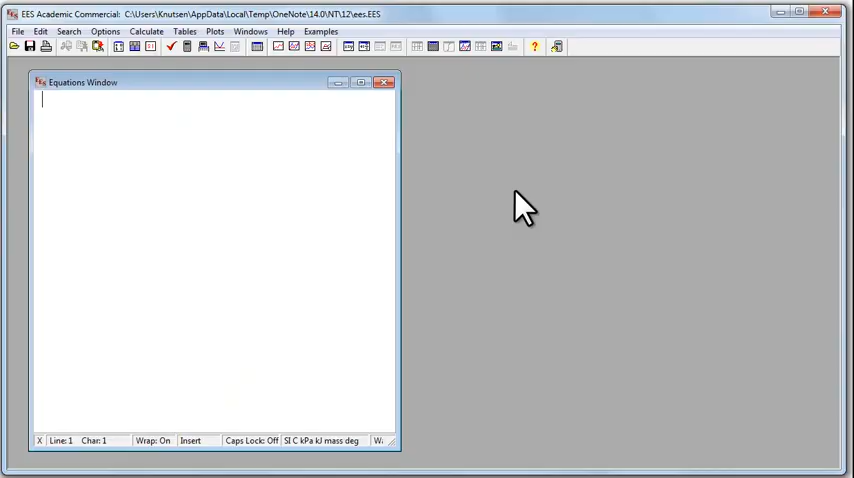 EES Academic Commercial: C:\Users\Knutsen\AppData\Local\Temp\OneNote\14.0\NT\12\ees.EES
File Edit Search Options Calculate Tables Plots Windows Help Examples
Equations Window
X Line: 1 Char: 1 Wrap: On Insert Caps Lock: Off SI C kPa kJ mass deg